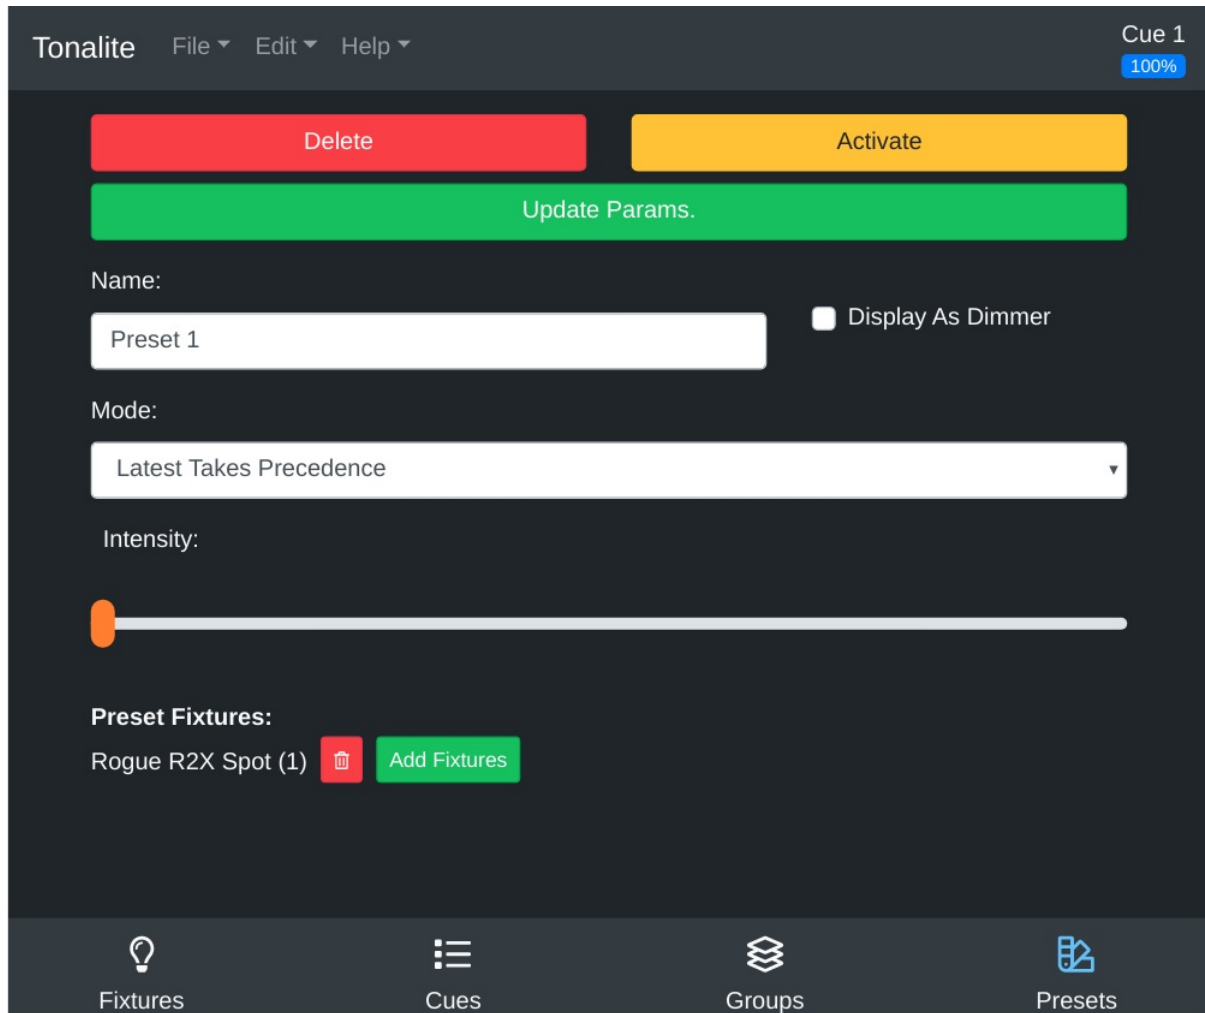 Tonalite File Edit Help Cue 1
100%
Delete Activate
Update Params.
Name:
Preset 1
Display As Dimmer
Mode:
Latest Takes Precedence
Intensity:
Preset Fixtures:
Rogue R2X Spot (1) Add Fixtures
Fixtures Cues Groups Presets